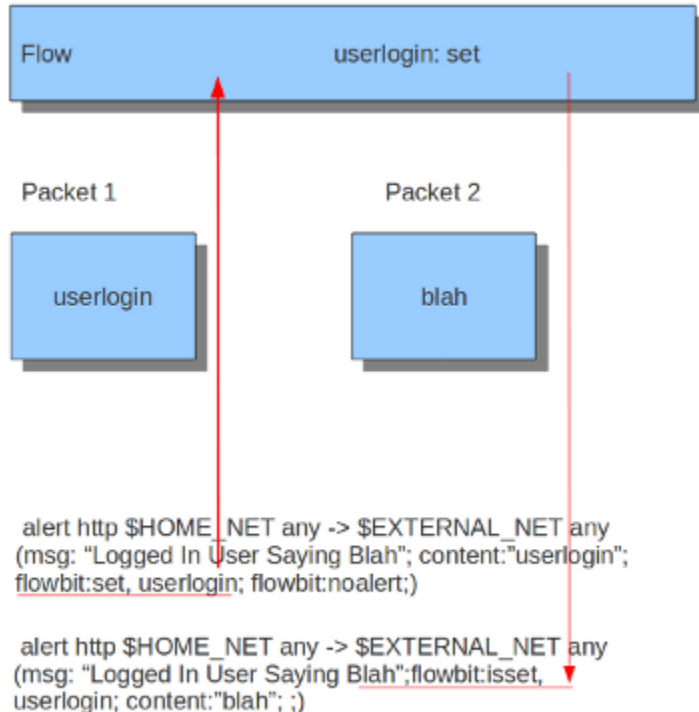 Flow userlogin: set
Packet 1 Packet 2
userlogin blah
alert http $HOME_NET any -> $EXTERNAL_NET any
(msg: “Logged In User Saying Blah”; content:”userlogin”;
flowbit:set, userlogin; flowbit:noalert;)
alert http $HOME_NET any -> $EXTERNAL_NET any
(msg: “Logged In User Saying Blah”;flowbit:isset,
userlogin; content:”blah”; ;)